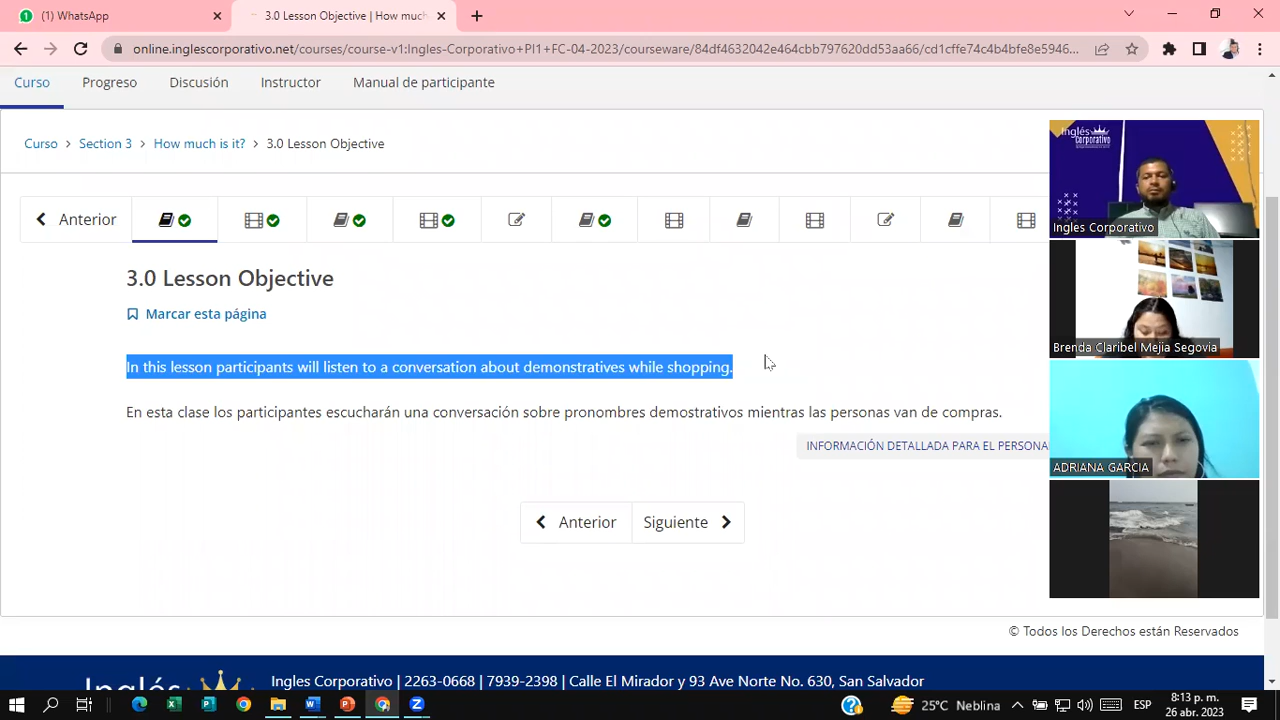 (1) WhatsApp
3.0 Lesson Objective | How much
online.inglescorporativo.net/courses/course-v1:Ingles-Corporativo+PI1+FC-04-2023/courseware/84df4632042e464cbb797620dd53aa66/cd1cffe74c4b4bfe8e5946...
Curso
Progreso
Discusión
Instructor
Manual de participante
Curso > Section 3 > How much is it? > 3.0 Lesson Objective
Anterior
3.0 Lesson Objective
Marcar esta página
In this lesson participants will listen to a conversation about demonstratives while shopping.
En esta clase los participantes escucharán una conversación sobre pronombres demostrativos mientras las personas van de compras.
INFORMACIÓN DETALLADA PARA EL PERSONA
Anterior
Siguiente
Inglés
corporativo
Ingles Corporativo
Brenda Claribel Mejia Segovia
ADRIANA GARCIA
© Todos los Derechos están Reservados
Inglés
Ingles Corporativo | 2263-0668 | 7939-2398 | Calle El Mirador y 93 Ave Norte No. 630, San Salvador
25°C Neblina
ESP
8:13 p. m.
26 abr. 2023